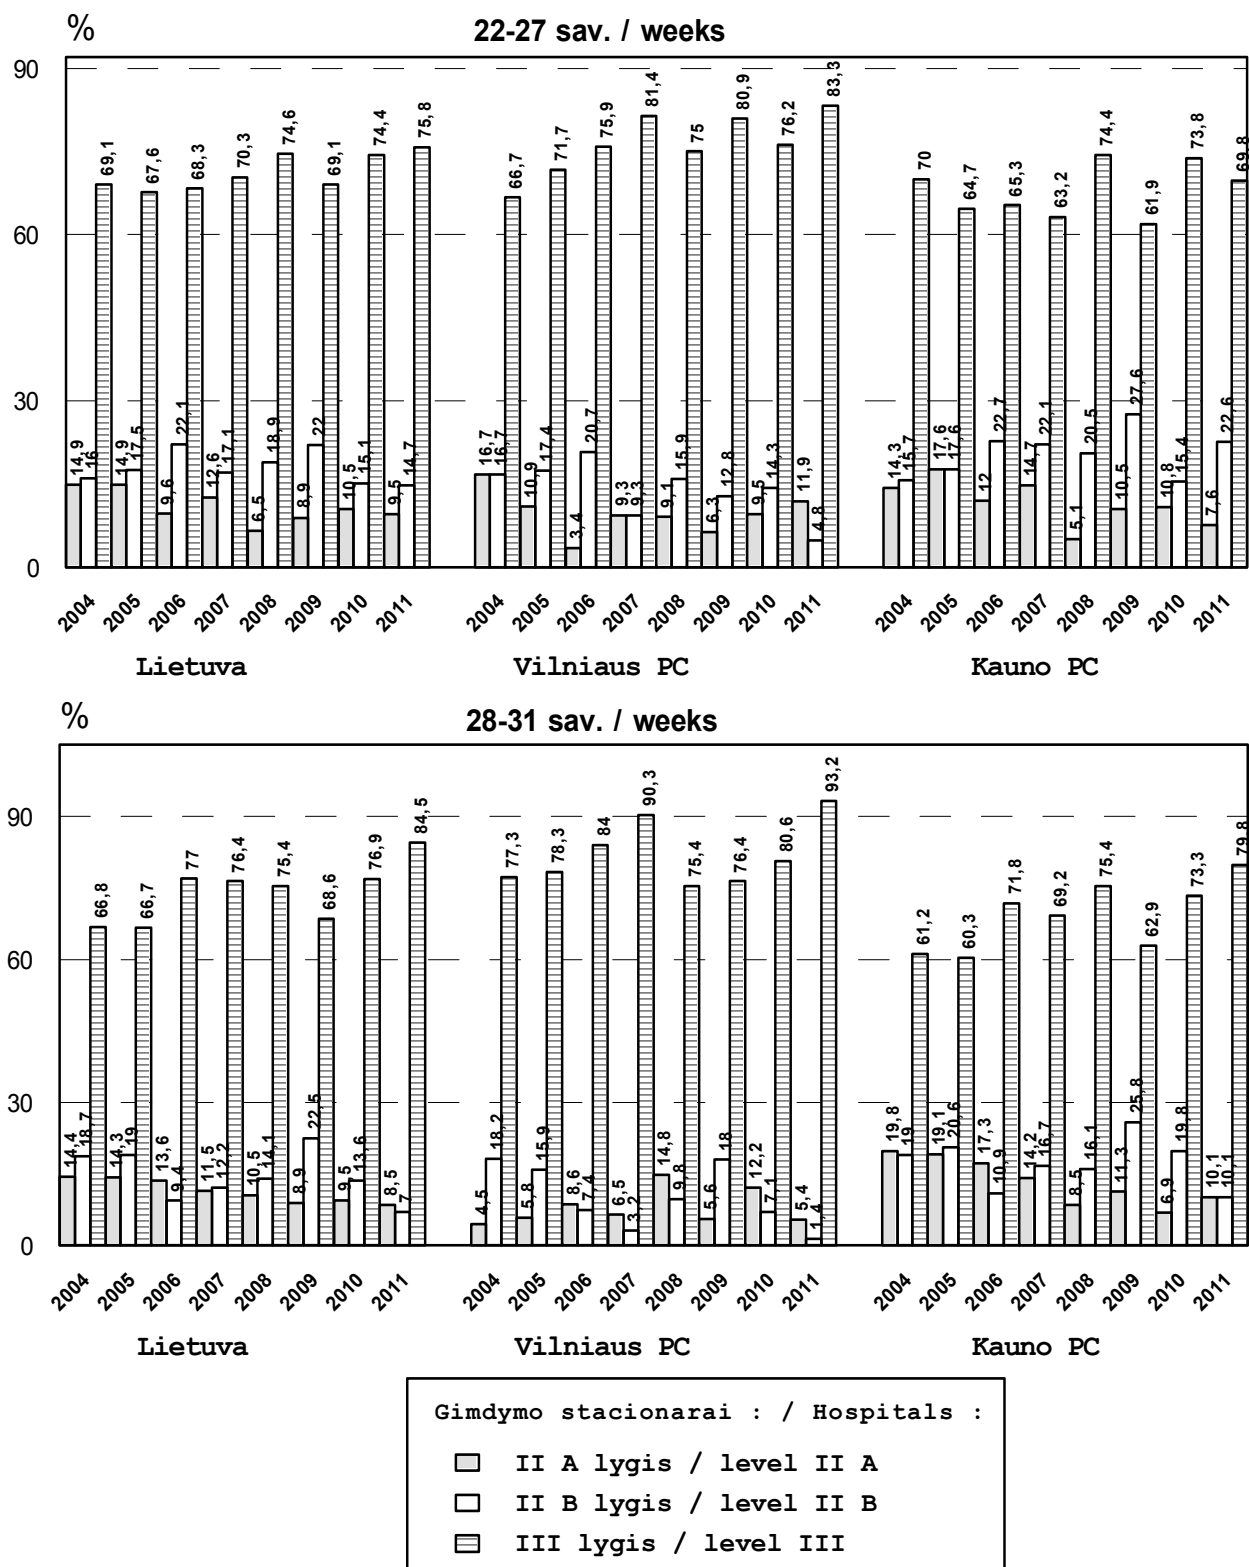 %
22-27 sav. / weeks
90
60
30
0
14,9 16 69,1 14,9 17,5 67,6 9,6 22,1 68,3 12,6 17,1 70,3 6,5 18,9 74,6 8,9 22 69,1 10,5 15,1 74,4 9,5 14,7 75,8
16,7 16,7 66,7 10,9 17,4 71,7 3,4 20,7 75,9 9,3 9,3 81,4 9,1 15,9 75 6,3 12,8 80,9 9,5 14,3 76,2 11,9 4,8 83,3
14,3 15,7 70 17,6 17,6 64,7 12 22,7 65,3 14,7 22,1 63,2 5,1 20,5 74,4 10,5 27,6 61,9 10,8 15,4 73,8 7,6 22,6 69,8
2004 2005 2006 2007 2008 2009 2010 2011
2004 2005 2006 2007 2008 2009 2010 2011
2004 2005 2006 2007 2008 2009 2010 2011
Lietuva Vilniaus PC Kauno PC
%
28-31 sav. / weeks
90
60
30
0
14,4 18,7 66,8 14,3 19 66,7 13,6 9,4 77 11,5 12,2 76,4 10,5 14,1 75,4 8,9 22,5 68,6 9,5 13,6 76,9 8,5 7 84,5
4,5 18,2 77,3 5,8 15,9 78,3 8,6 7,4 84 6,5 3,2 90,3 14,8 9,8 75,4 5,6 18 76,4 12,2 7,1 80,6 5,4 1,4 93,2
19,8 19 61,2 19,1 20,6 60,3 17,3 10,9 71,8 14,2 16,7 69,2 8,5 16,1 75,4 11,3 25,8 62,9 6,9 19,8 73,3 10,1 10,1 79,8
2004 2005 2006 2007 2008 2009 2010 2011
2004 2005 2006 2007 2008 2009 2010 2011
2004 2005 2006 2007 2008 2009 2010 2011
Lietuva Vilniaus PC Kauno PC
Gimdymo stacionarai : / Hospitals :
II A lygis / level II A
II B lygis / level II B
III lygis / level III